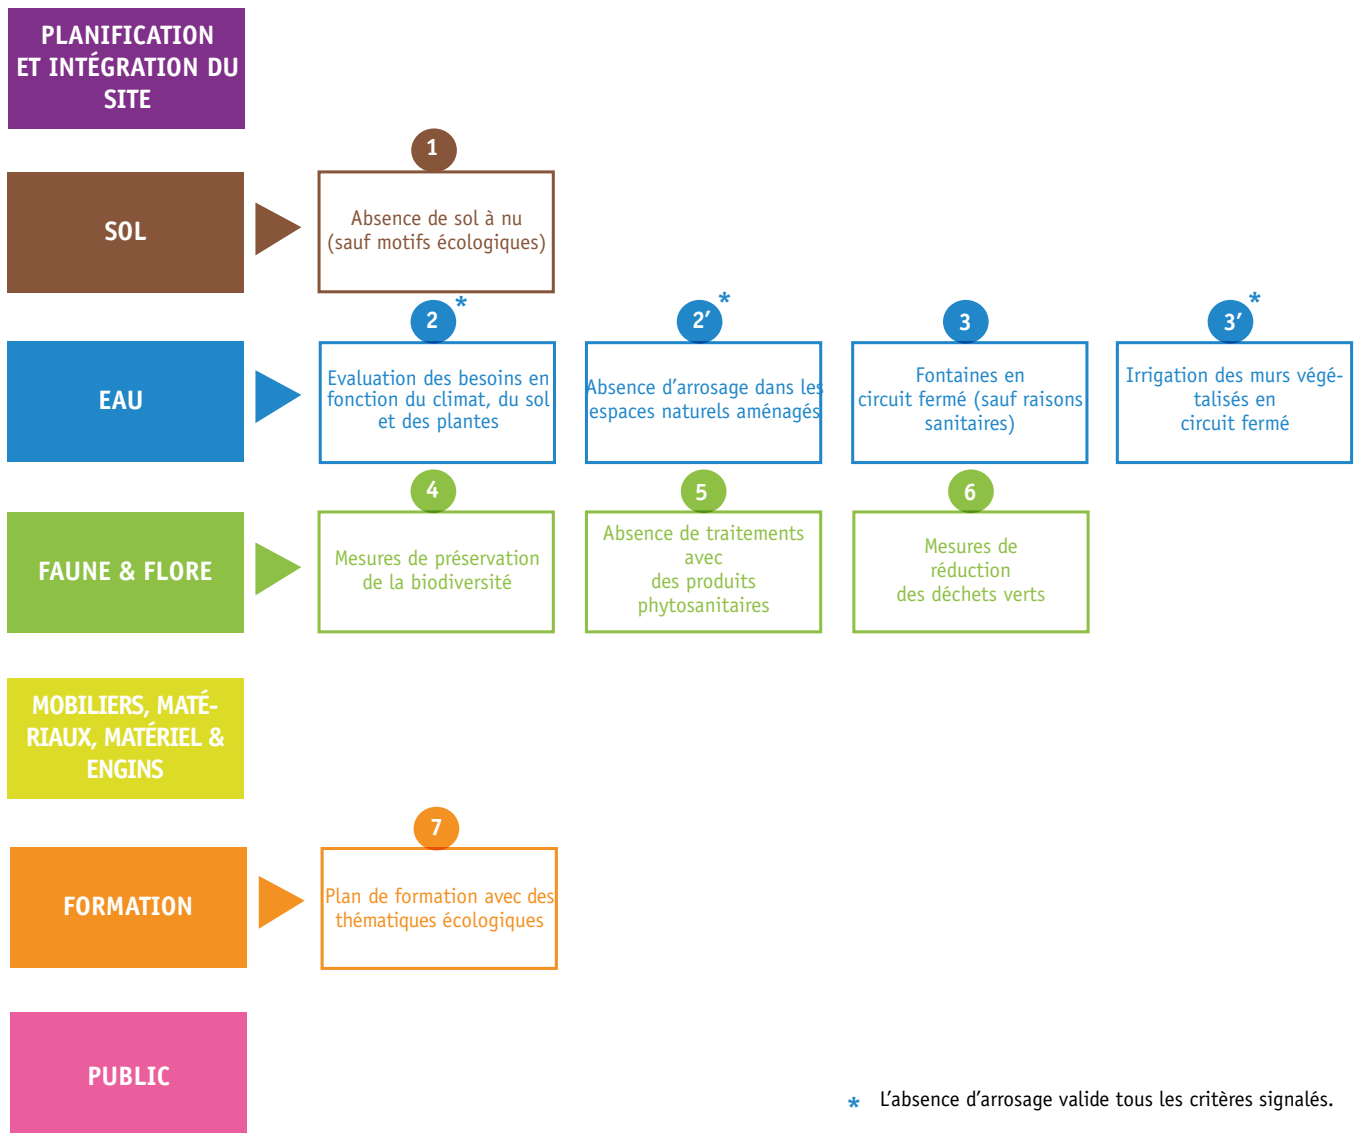 PLANIFICATION
ET INTÉGRATION DU
SITE
1
SOL
Absence de sol à nu
(sauf motifs écologiques)
2 *
2’ *
3
3’ *
EAU
Evaluation des besoins en
fonction du climat, du sol
et des plantes
Absence d’arrosage dans les
espaces naturels aménagés
Fontaines en
circuit fermé (sauf raisons
sanitaires)
Irrigation des murs végé-
talisés en
circuit fermé
4
5
6
FAUNE & FLORE
Mesures de préservation
de la biodiversité
Absence de traitements
avec
des produits
phytosanitaires
Mesures de
réduction
des déchets verts
MOBILIERS, MATÉ-
RIAUX, MATÉRIEL &
ENGINS
7
FORMATION
Plan de formation avec des
thématiques écologiques
PUBLIC
* L’absence d’arrosage valide tous les critères signalés.